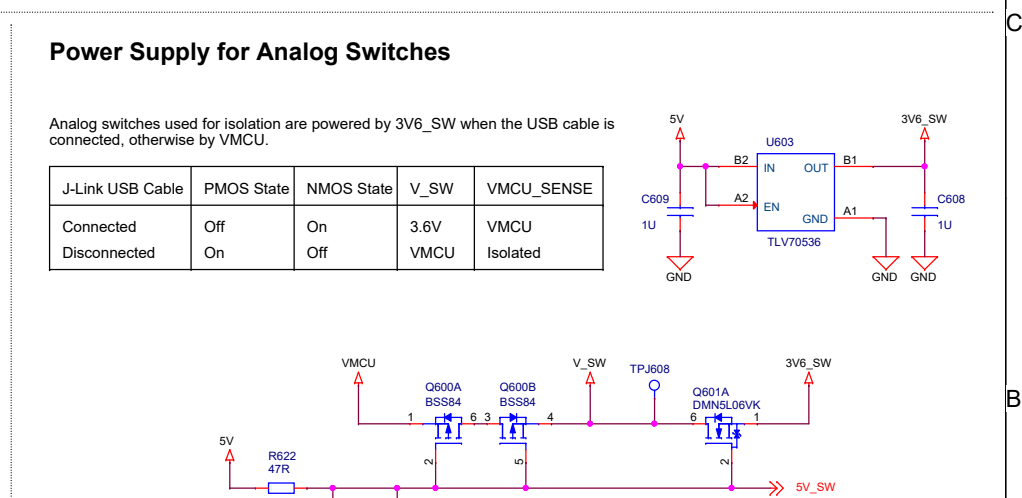 C
Power Supply for Analog Switches
Analog switches used for isolation are powered by 3V6_SW when the USB cable is
connected, otherwise by VMCU.
J-Link USB Cable PMOS State NMOS State V_SW VMCU_SENSE
Connected Off On 3.6V VMCU
Disconnected On Off VMCU Isolated
5V 3V6_SW
U603
B2 IN OUT B1
C609 A2 EN C608
1U GND A1 1U
TLV70536
GND GND GND
VMCU V_SW TPJ608 3V6_SW
Q600A Q600B Q601A
BSS84 BSS84 DMN5L06VK
1 6 3 4 6 1
B
2 5 2
5V
R622
47R
5V_SW